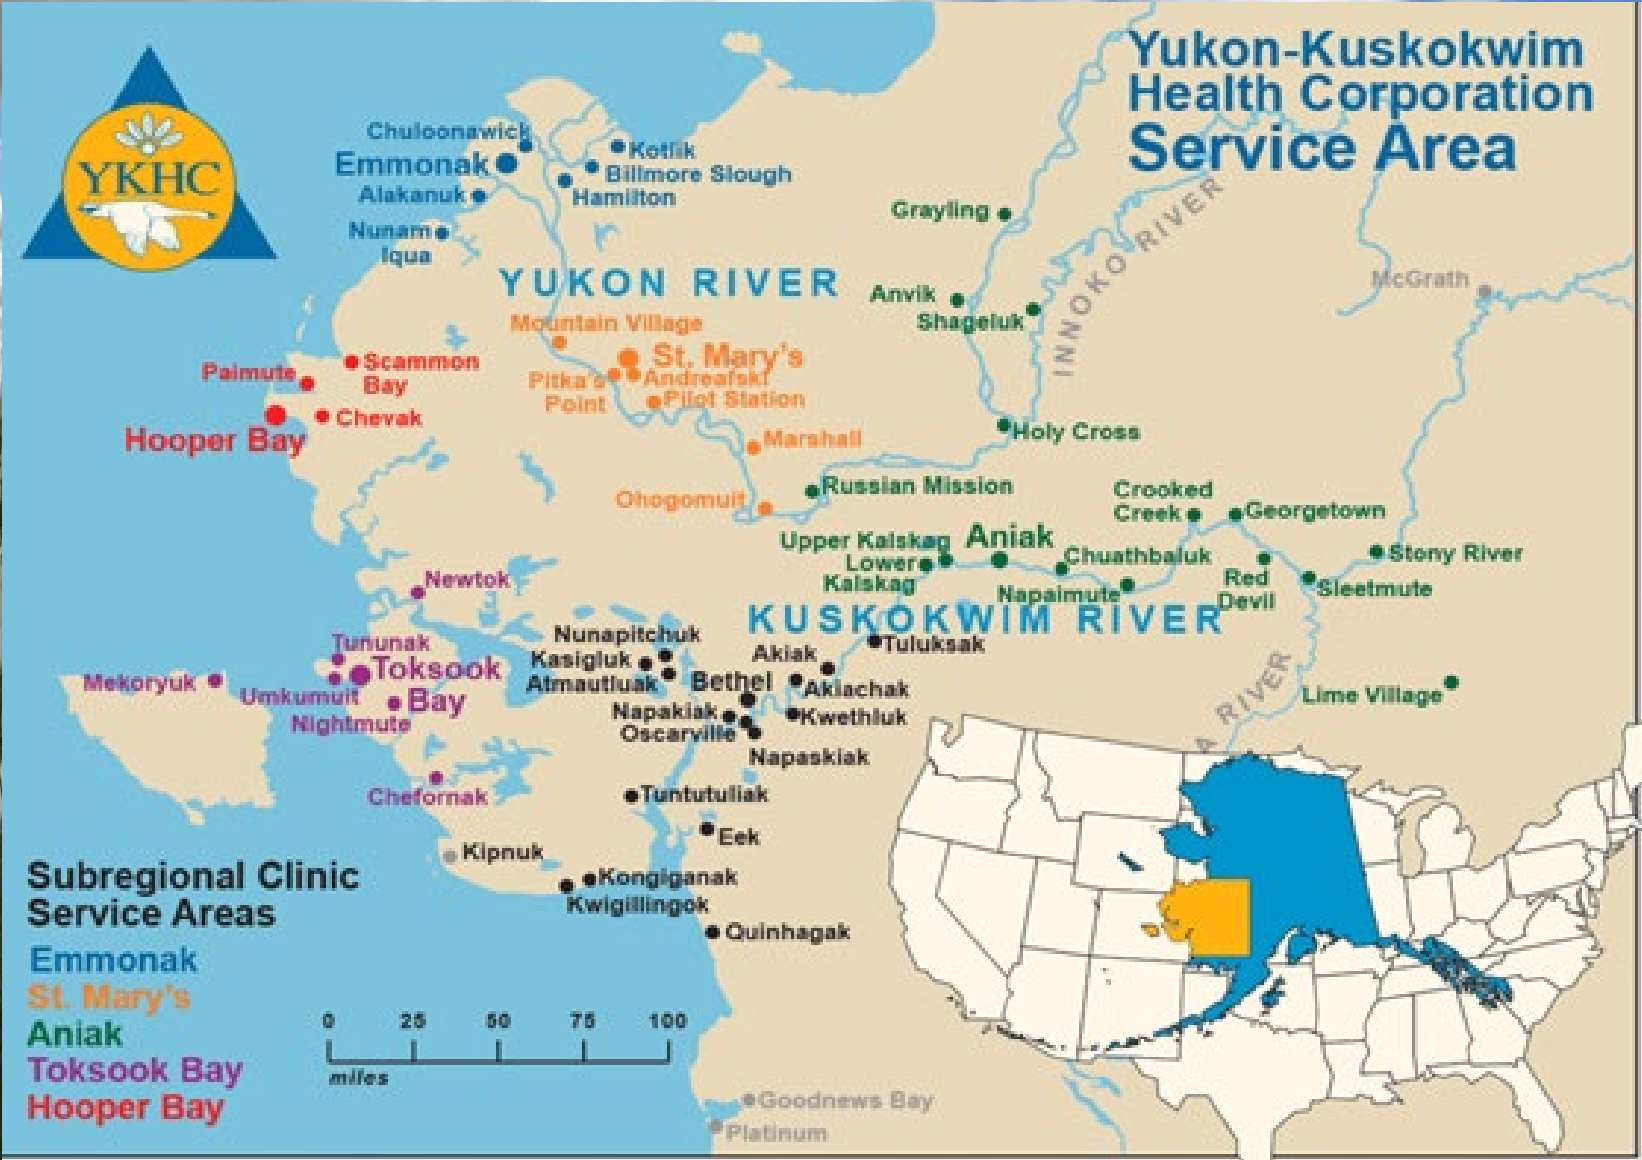 Yukon-Kuskokwim
Health Corporation
Service Area
YKHC
Chuloonawick
Emmonak
Alakanuk
Nunam
Iqua
Kotlik
Billmore Slough
Hamilton
YUKON RIVER
Grayling
Anvik
Shageluk
INNOKO RIVER
McGrath
Mountain Village
St. Mary's
Pitka's
Point
Andreafski
Pilot Station
Marshall
Ohogomuit
Paimute
Scammon
Bay
Chevak
Hooper Bay
Holy Cross
Russian Mission
Crooked
Creek
Georgetown
Upper Kalskag
Lower
Kalskag
Aniak
Chuathbaluk
Napaimute
Red
Devil
Stony River
Sleetmute
KUSKOKWIM RIVER
Newtok
Tununak
Toksook
Bay
Mekoryuk
Umkumuit
Nightmute
Chefornak
Nunapitchuk
Kasigluk
Atmautluak
Bethel
Akiak
Tuluksak
Akiachak
Napakiak
Kwethluk
Oscarville
Napaskiak
Lime Village
A RIVER
Tuntutuliak
Eek
Kipnuk
Kongiganak
Kwigillingok
Quinhagak
Subregional Clinic
Service Areas
Emmonak
St. Mary's
Aniak
Toksook Bay
Hooper Bay
0 25 50 75 100
miles
Goodnews Bay
Platinum